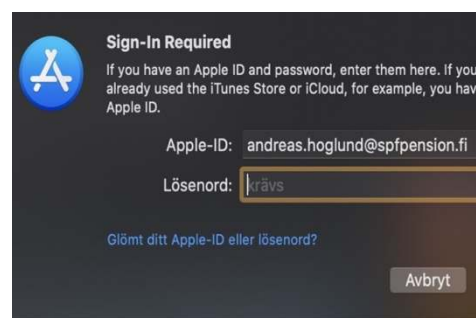 Sign-In Required
If you have an Apple ID and password, enter them here. If you
already used the iTunes Store or iCloud, for example, you hav
Apple ID.
Apple-ID: andreas.hoglund@spfpension.fi
Lösenord: krävs
Glömt ditt Apple-ID eller lösenord?
Avbryt